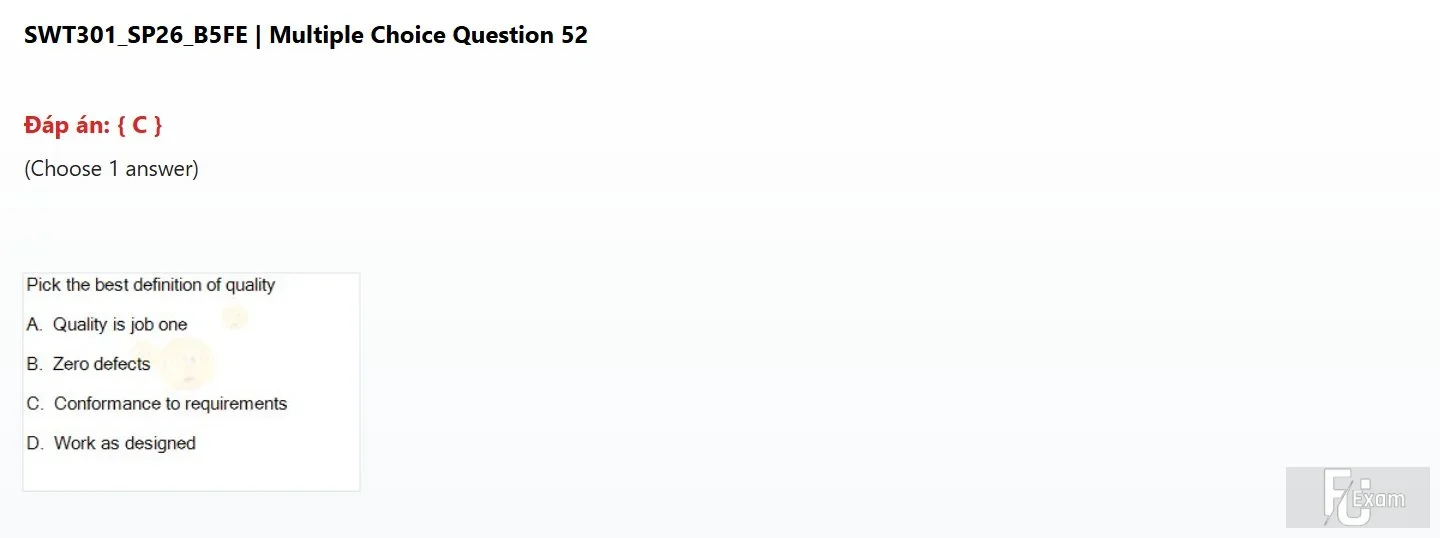 SWT301_SP26_B5FE | Multiple Choice Question 52
Đáp án: { C }
(Choose 1 answer)
Pick the best definition of quality
A. Quality is job one
B. Zero defects
C. Conformance to requirements
D. Work as designed
FU Exam